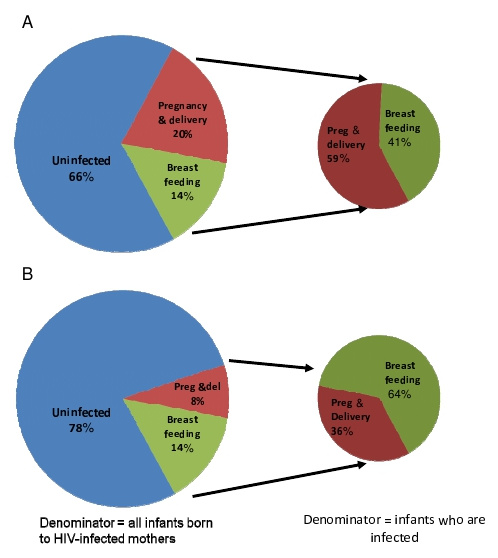 A
Pregnancy
& delivery
20%
Uninfected
66%
Breast
feeding
14%
Preg &
delivery
59%
Breast
feeding
41%
B
Uninfected
78%
Preg &del
8%
Breast
feeding
14%
Breast
feeding
64%
Preg &
Delivery
36%
Denominator = all infants born
to HIV-infected mothers
Denominator = infants who are
infected